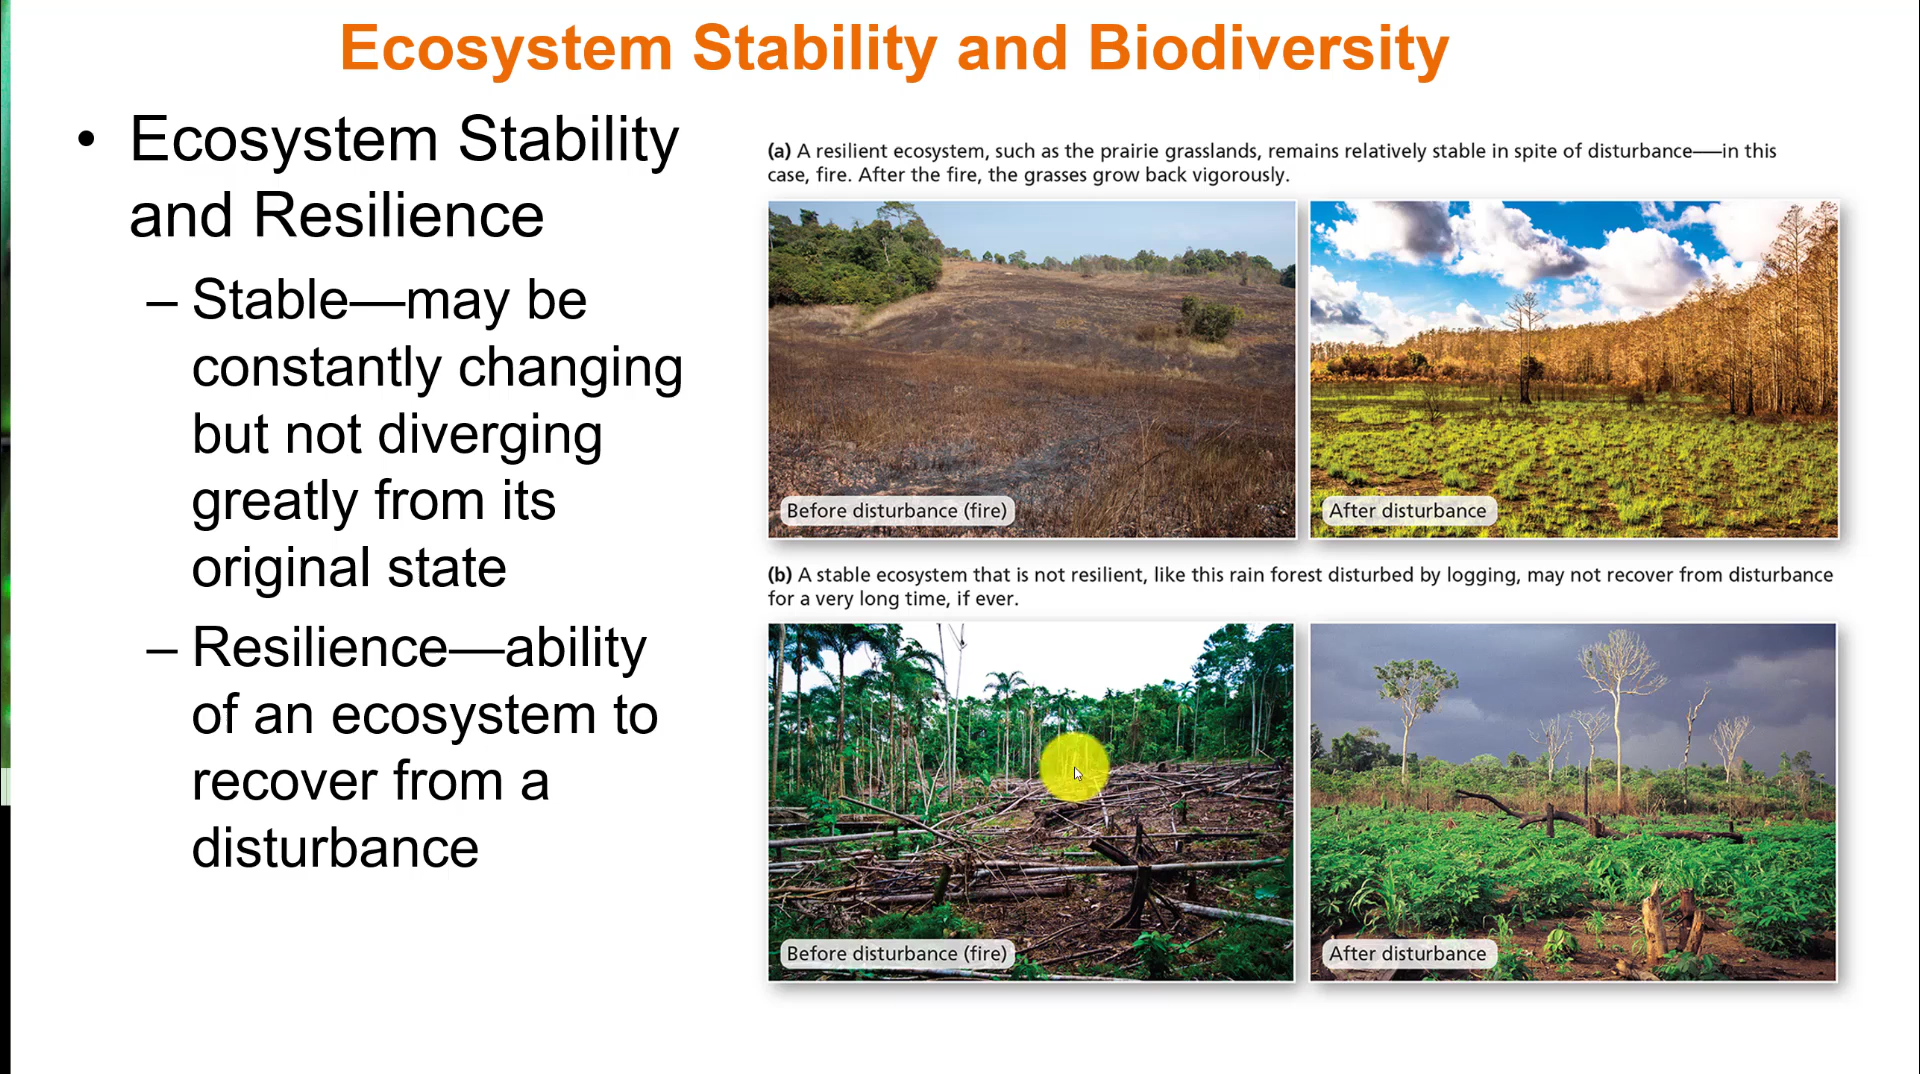 Ecosystem Stability and Biodiversity
• Ecosystem Stability
and Resilience
– Stable—may be
constantly changing
but not diverging
greatly from its
original state
– Resilience—ability
of an ecosystem to
recover from a
disturbance
(a) A resilient ecosystem, such as the prairie grasslands, remains relatively stable in spite of disturbance—in this
case, fire. After the fire, the grasses grow back vigorously.
Before disturbance (fire)
After disturbance
(b) A stable ecosystem that is not resilient, like this rain forest disturbed by logging, may not recover from disturbance
for a very long time, if ever.
Before disturbance (fire)
After disturbance